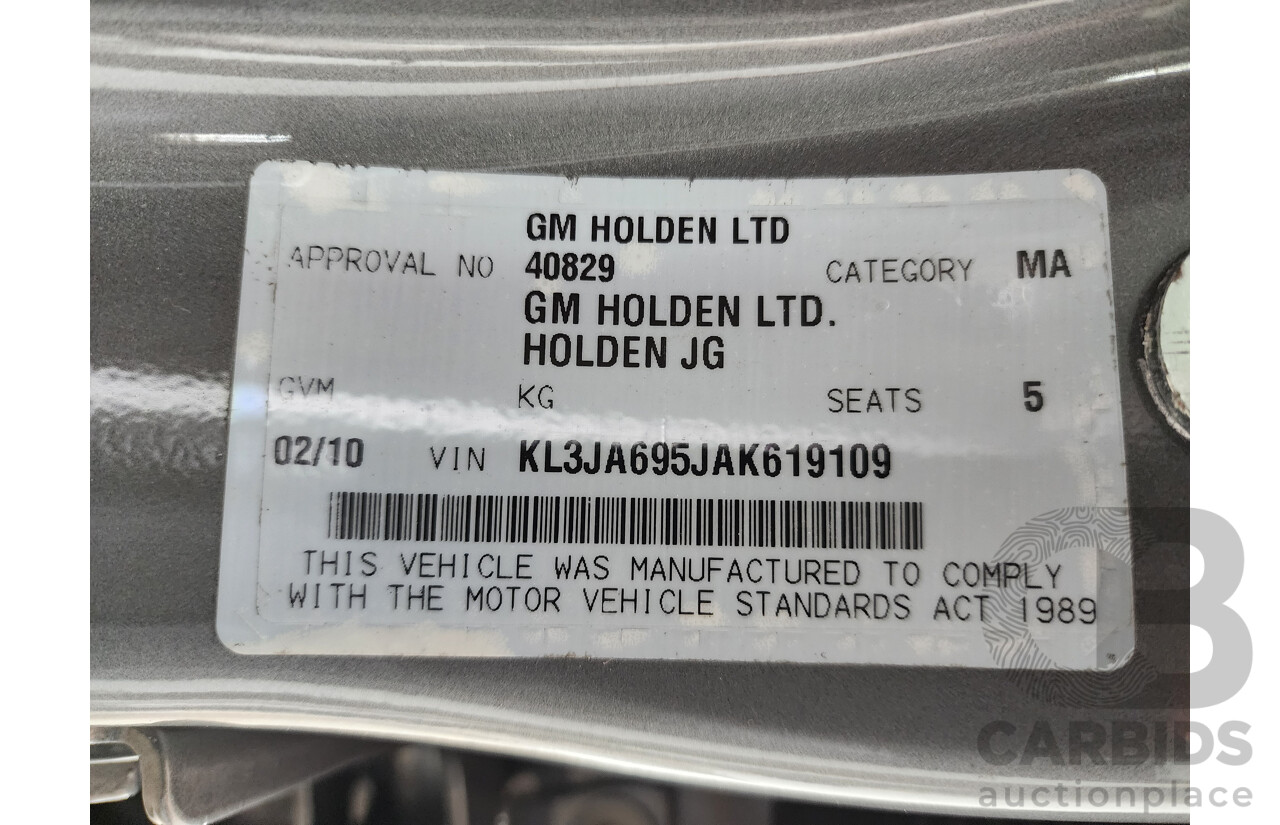 GM HOLDEN LTD
APPROVAL NO 40829 CATEGORY MA
GM HOLDEN LTD.
HOLDEN JG
GVM KG SEATS 5
02/10 VIN KL3JA695JAK619109
THIS VEHICLE WAS MANUFACTURED TO COMPLY
WITH THE MOTOR VEHICLE STANDARDS ACT 1989
CARBIDS
auctionplace